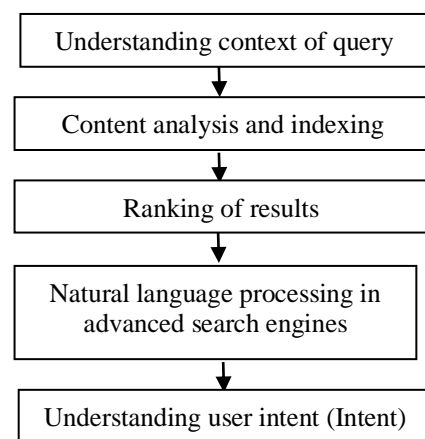 Understanding context of query
Content analysis and indexing
Ranking of results
Natural language processing in
advanced search engines
Understanding user intent (Intent)